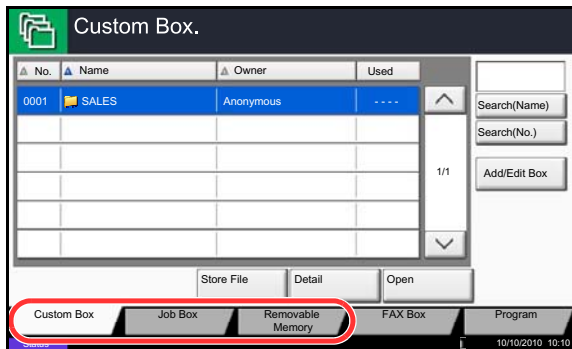 Custom Box.
No. Name Owner Used
0001 SALES Anonymous ----
Search(Name)
Search(No.)
1/1
Add/Edit Box
Store File Detail Open
Custom Box Job Box Removable Memory FAX Box Program
Status 10/10/2010 10:10